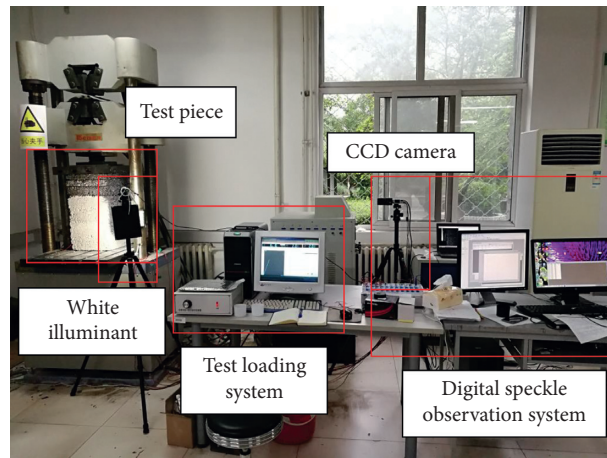 Test piece
CCD camera
White
illuminant
Test loading
system
Digital speckle
observation system